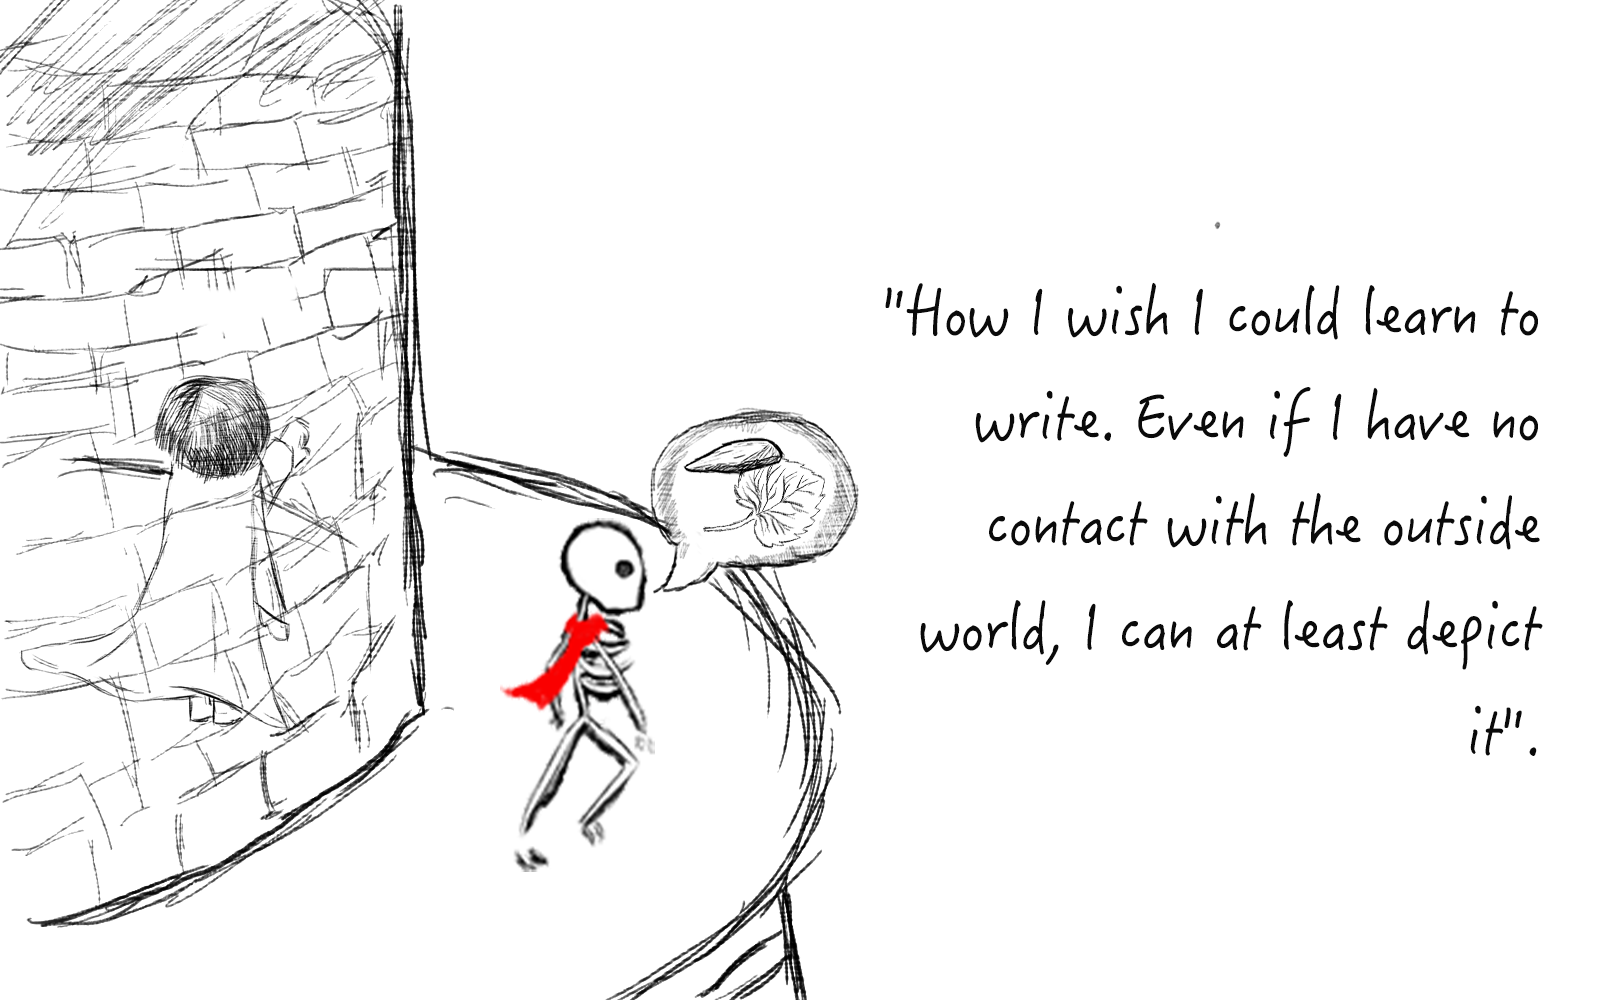 "How I wish I could learn to
write. Even if I have no
contact with the outside
world, I can at least depict
it".